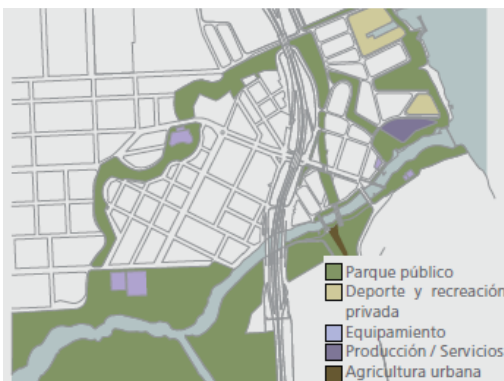 Parque público
Deporte y recreación
privada
Equipamiento
Producción / Servicios
Agricultura urbana